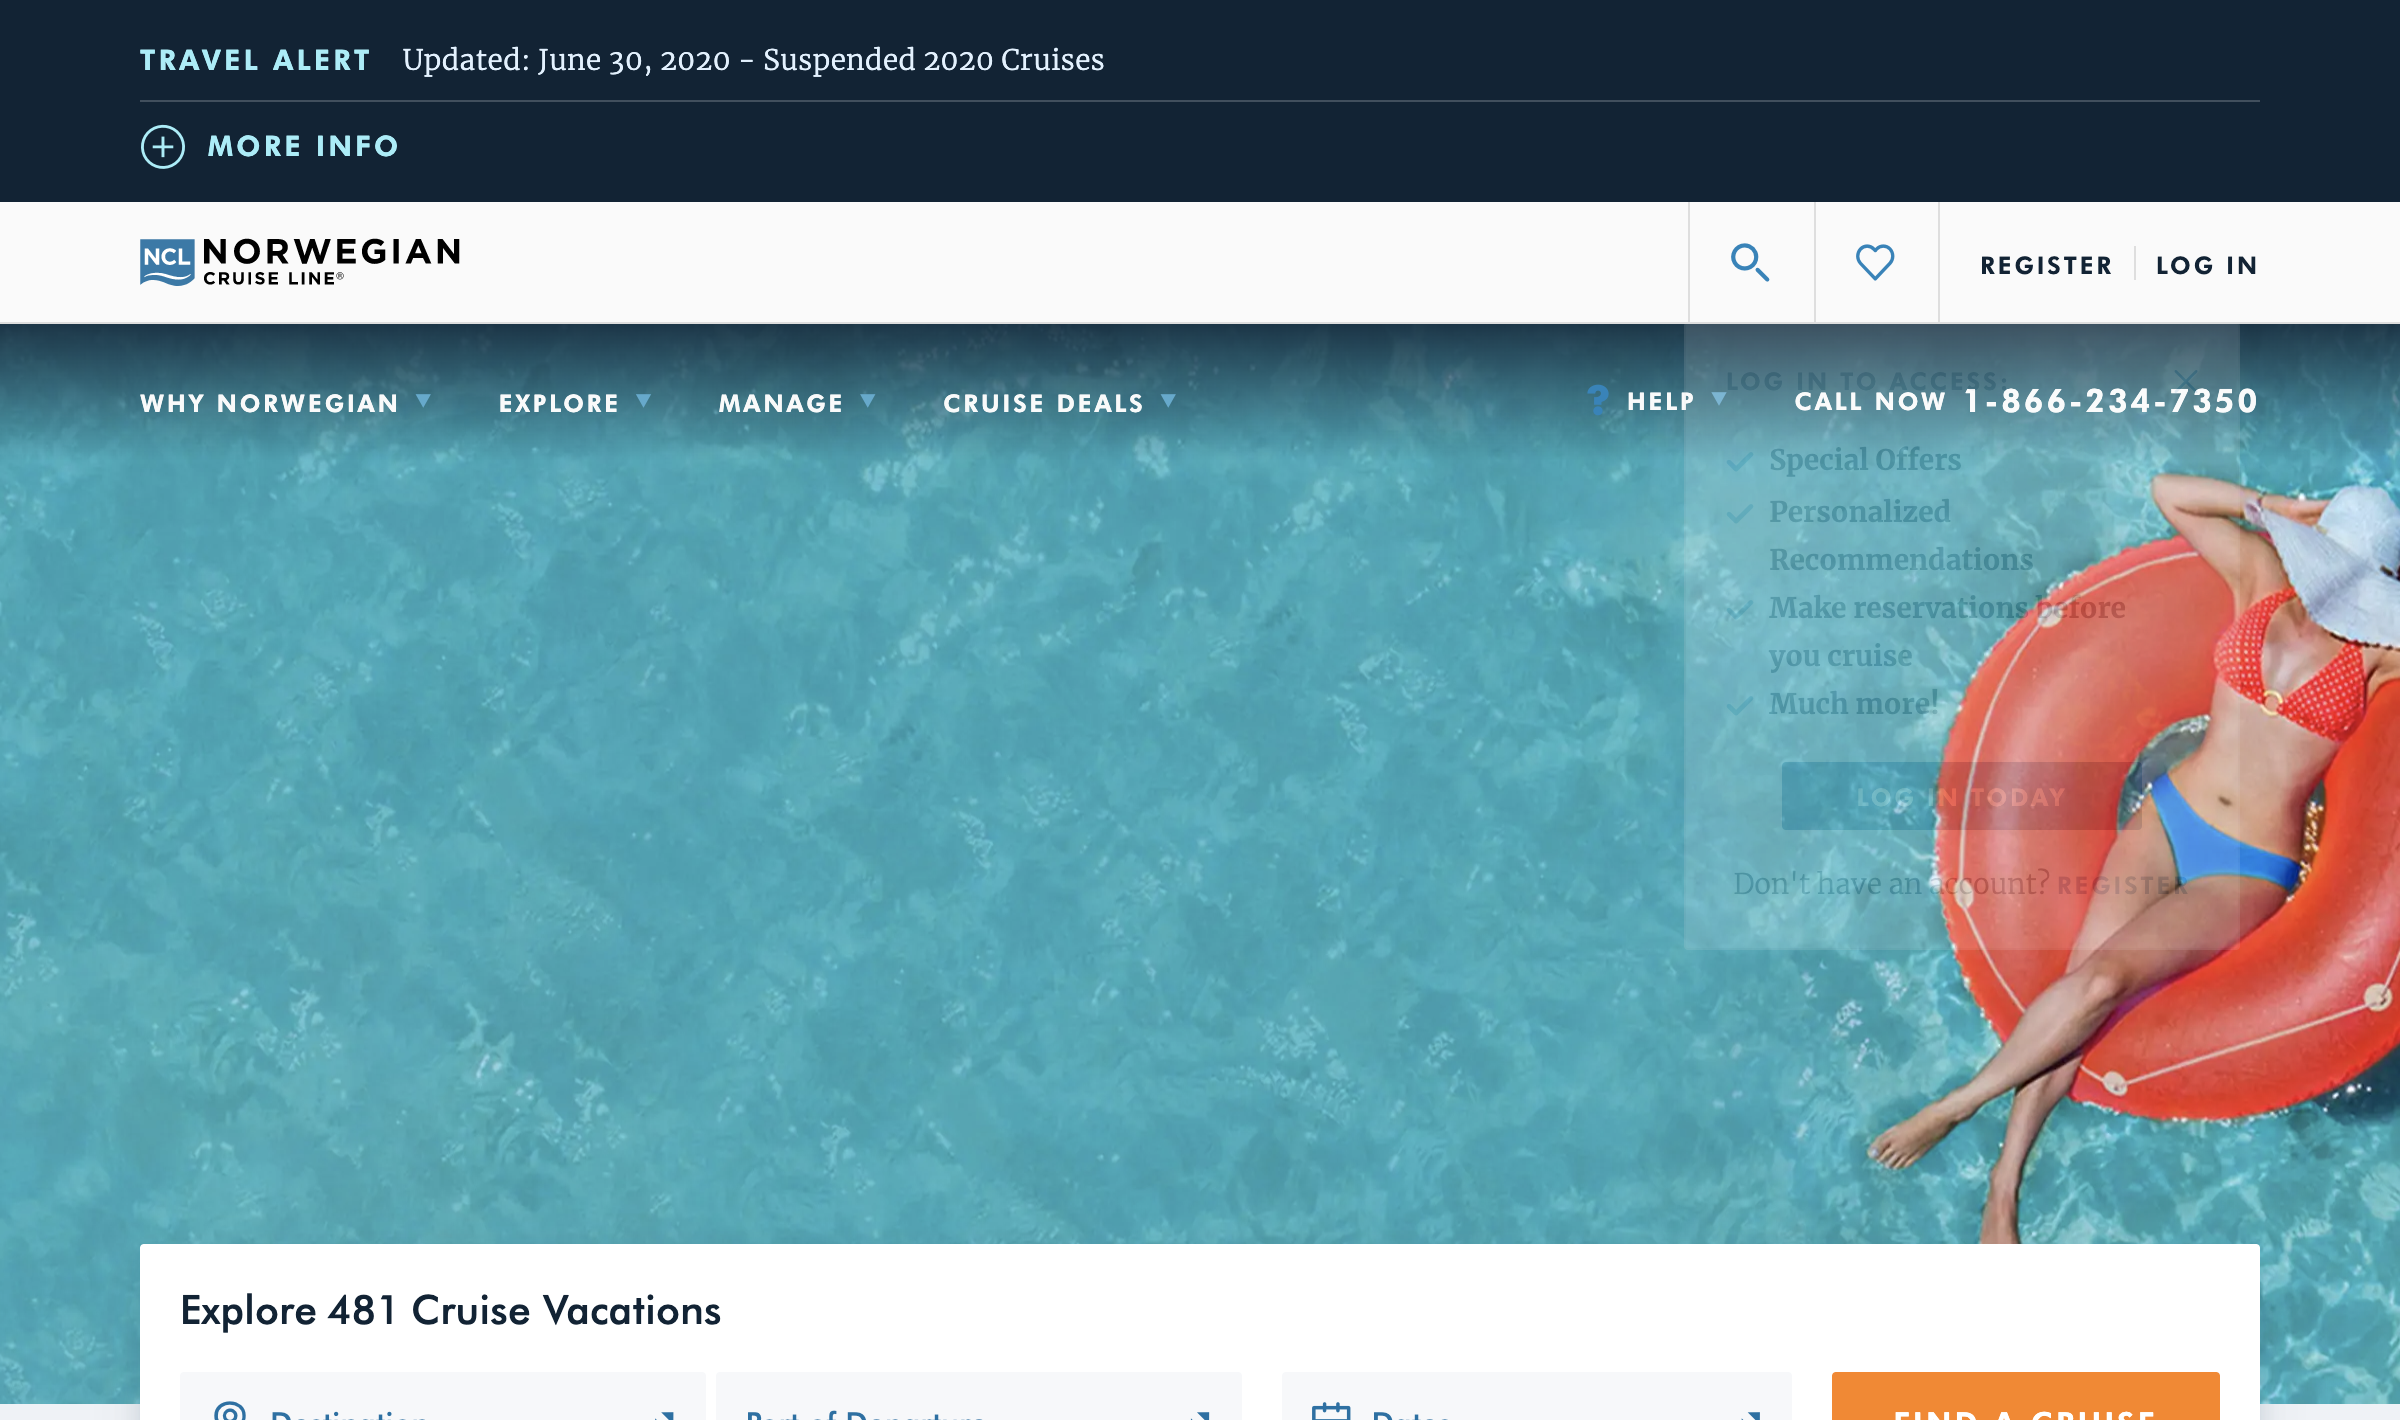 TRAVEL ALERT Updated: June 30, 2020 - Suspended 2020 Cruises
MORE INFO
NCL NORWEGIAN
CRUISE LINE®
REGISTER LOG IN
WHY NORWEGIAN EXPLORE MANAGE CRUISE DEALS ? HELP CALL NOW 1-866-234-7350
LOG IN TO ACCESS:
Special Offers
Personalized
Recommendations
Make reservations before
you cruise
Much more!
LOG IN TODAY
Don't have an account? REGISTER
Explore 481 Cruise Vacations
Destination Port of Departure Dates FIND A CRUISE